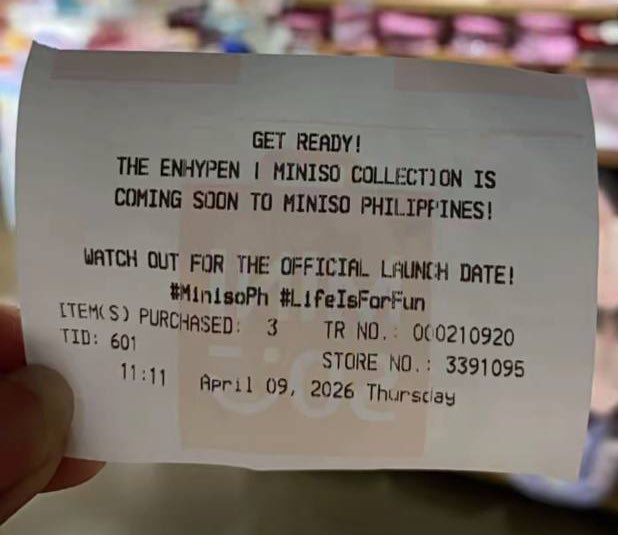 GET READY!
THE ENHYPEN | MINISO COLLECTION IS
COMING SOON TO MINISO PHILIPPINES!
WATCH OUT FOR THE OFFICIAL LAUNCH DATE!
#MinisoPh #LifeIsForFun
ITEM(S) PURCHASED: 3 TR NO.: 000210920
TID: 601 STORE NO.: 3391095
11:11 April 09, 2026 Thursday